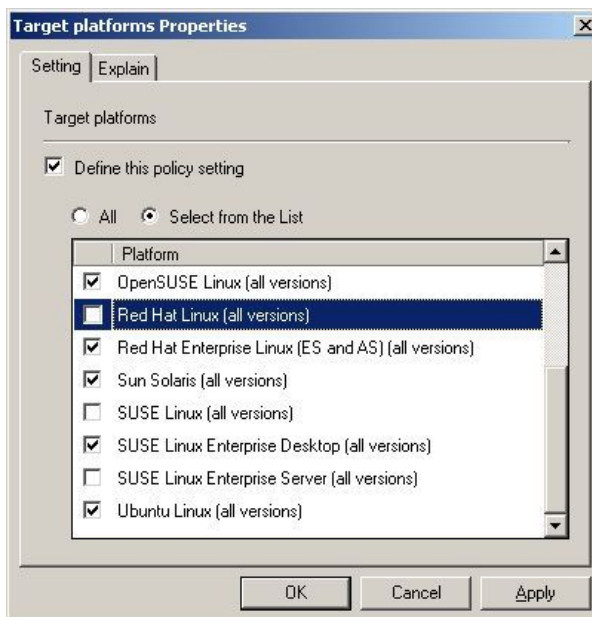 Target platforms Properties
Setting Explain
Target platforms
Define this policy setting
All Select from the List
Platform
OpenSUSE Linux (all versions)
Red Hat Linux (all versions)
Red Hat Enterprise Linux (ES and AS) (all versions)
Sun Solaris (all versions)
SUSE Linux (all versions)
SUSE Linux Enterprise Desktop (all versions)
SUSE Linux Enterprise Server (all versions)
Ubuntu Linux (all versions)
OK Cancel Apply